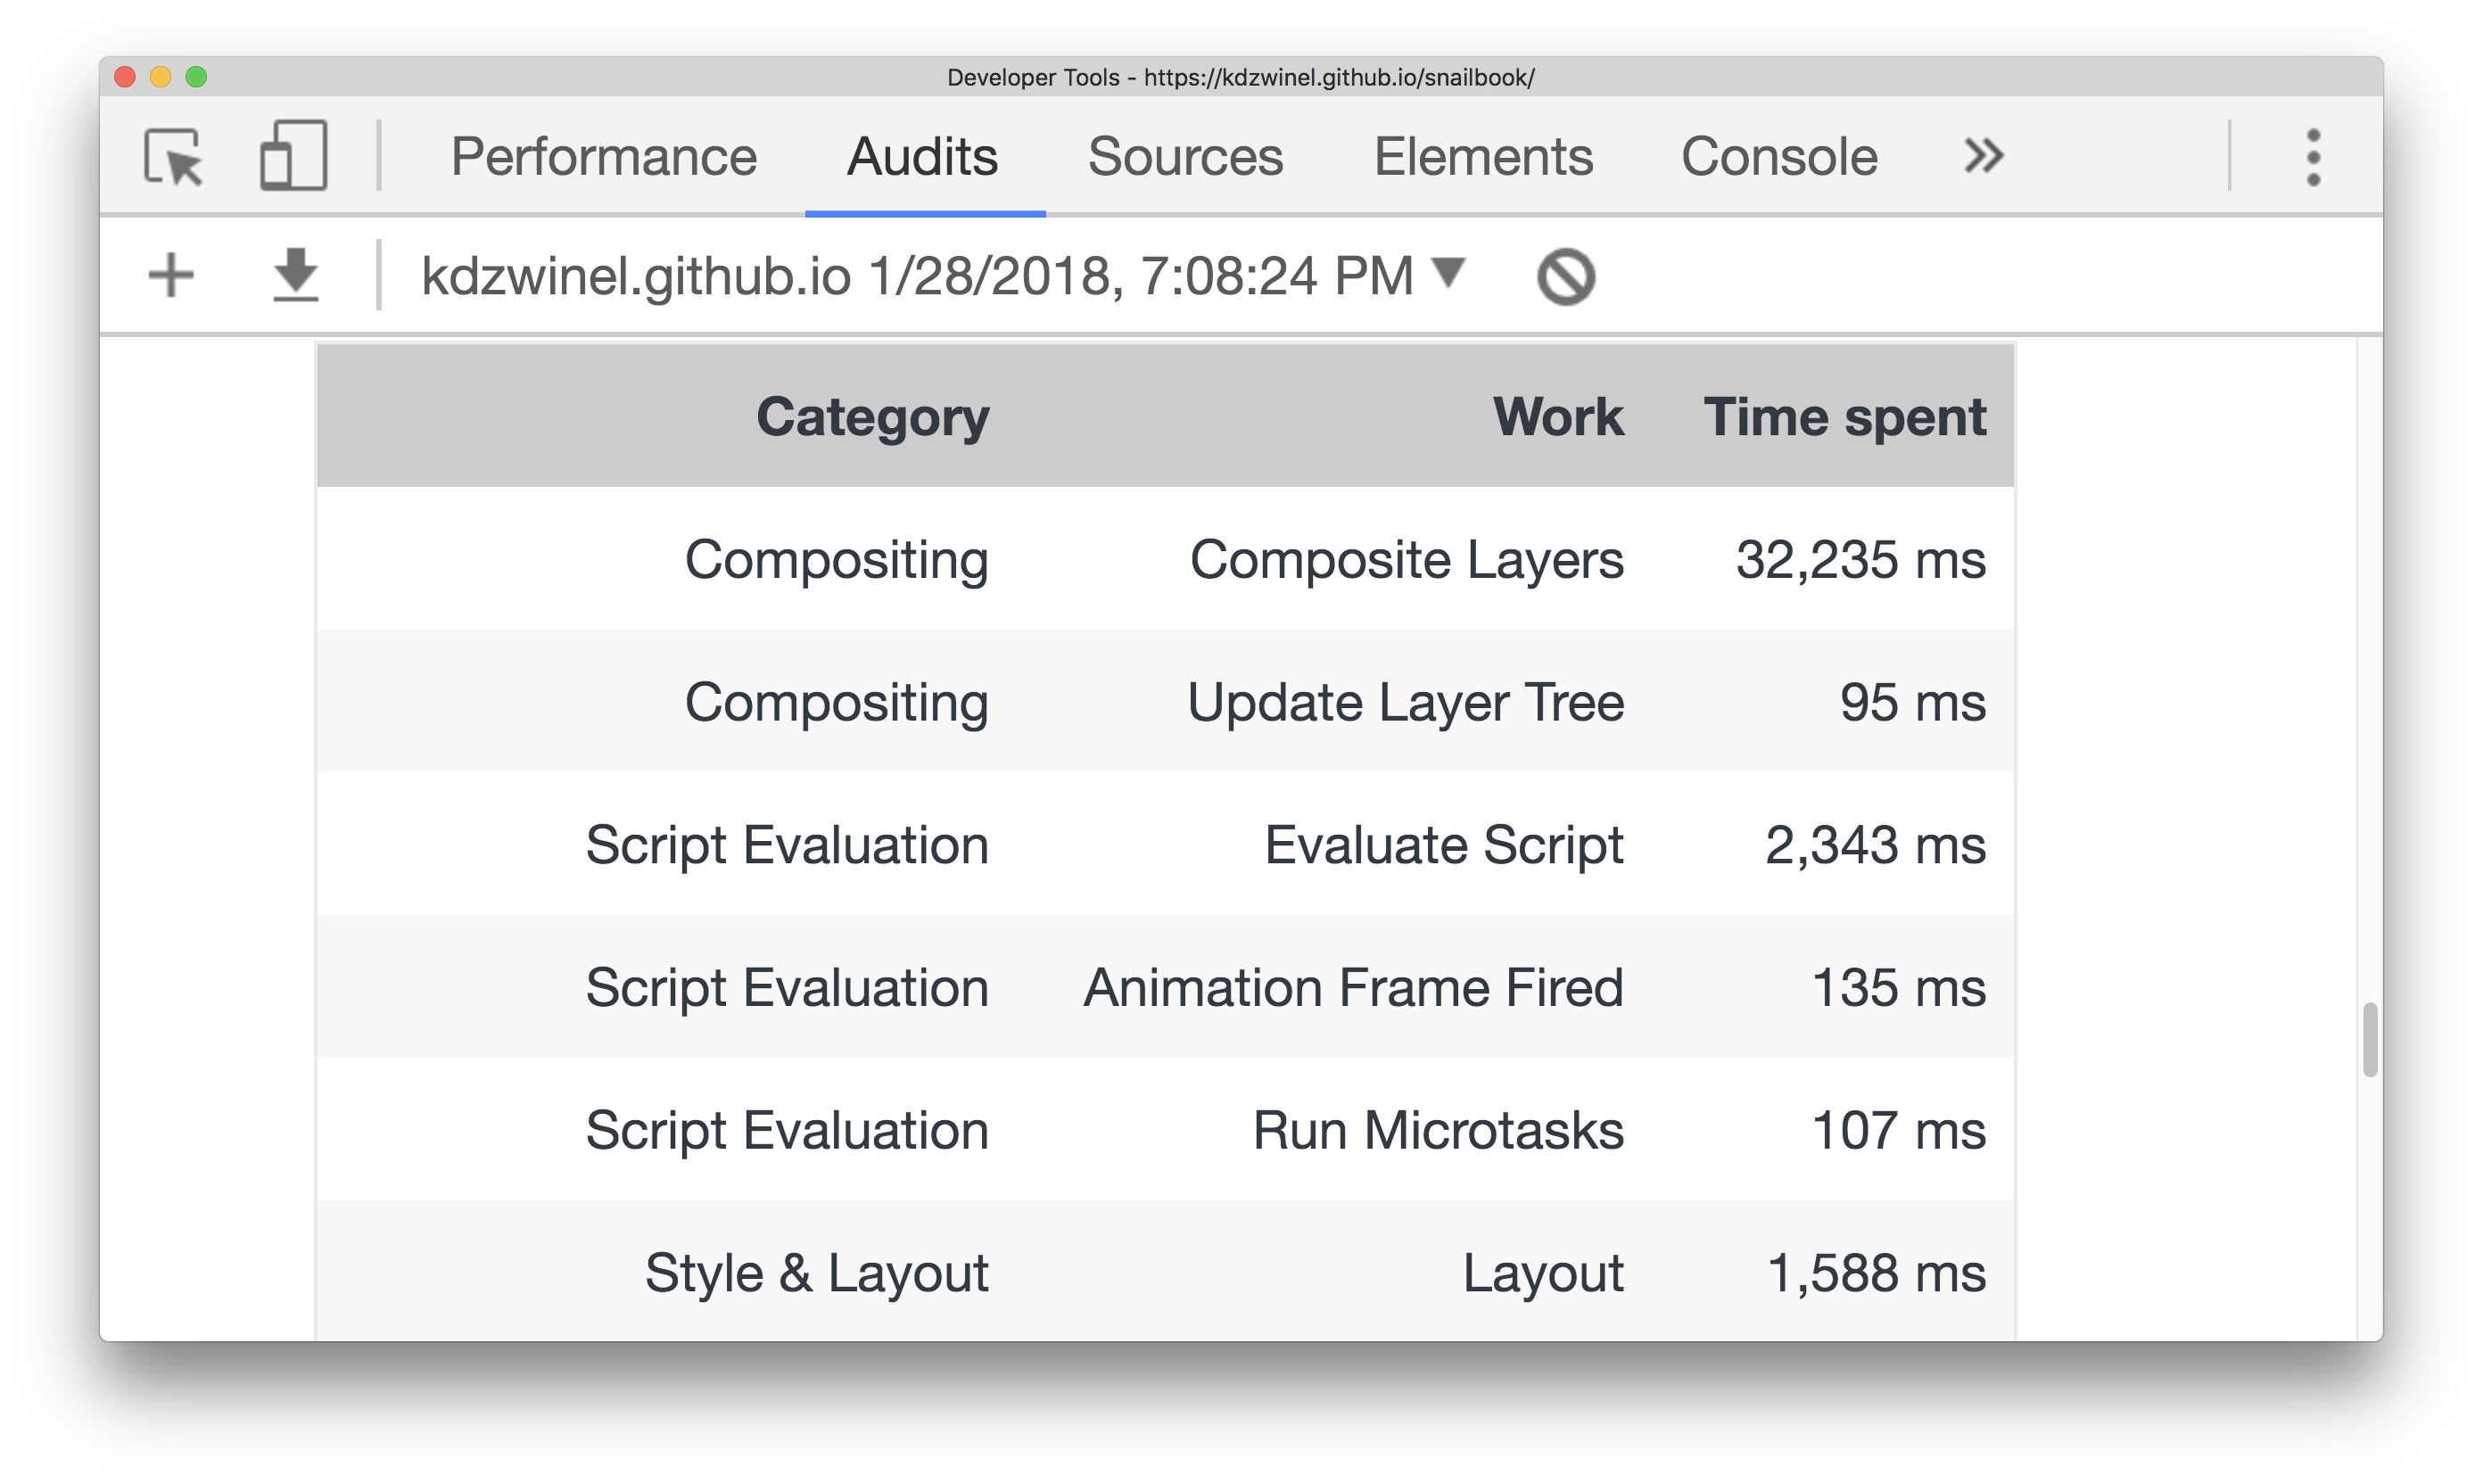 Developer Tools - https://kdzwinel.github.io/snailbook/
Performance Audits Sources Elements Console
kdzwinel.github.io 1/28/2018, 7:08:24 PM
Category Work Time spent
Compositing Composite Layers 32,235 ms
Compositing Update Layer Tree 95 ms
Script Evaluation Evaluate Script 2,343 ms
Script Evaluation Animation Frame Fired 135 ms
Script Evaluation Run Microtasks 107 ms
Style & Layout Layout 1,588 ms